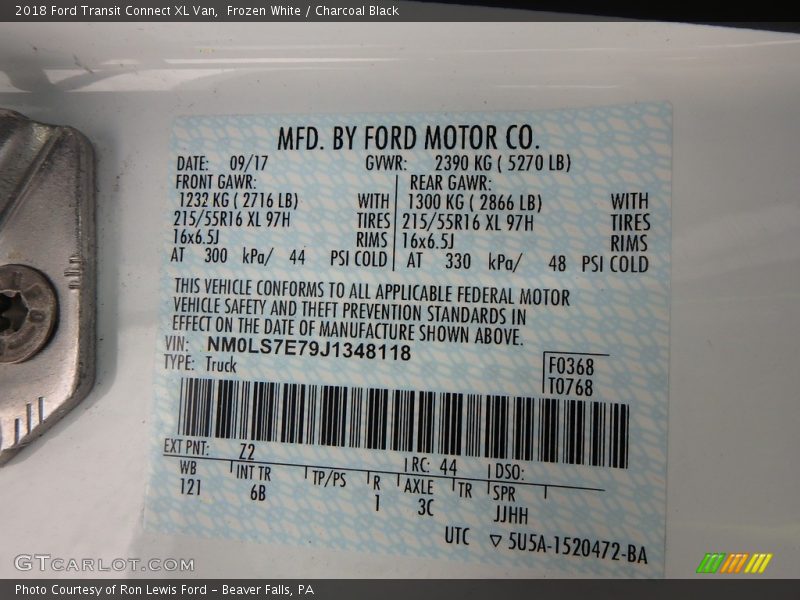 2018 Ford Transit Connect XL Van, Frozen White / Charcoal Black
MFD. BY FORD MOTOR CO.
DATE: 09/17 GVWR: 2390 KG ( 5270 LB)
FRONT GAWR: REAR GAWR:
1232 KG ( 2716 LB) WITH 1300 KG ( 2866 LB) WITH
215/55R16 XL 97H TIRES 215/55R16 XL 97H TIRES
16x6.5J RIMS 16x6.5J RIMS
AT 300 kPa/ 44 PSI COLD AT 330 kPa/ 48 PSI COLD
THIS VEHICLE CONFORMS TO ALL APPLICABLE FEDERAL MOTOR
VEHICLE SAFETY AND THEFT PREVENTION STANDARDS IN
EFFECT ON THE DATE OF MANUFACTURE SHOWN ABOVE.
VIN: NM0LS7E79J1348118
TYPE: Truck
F0368
T0768
EXT PNT: Z2 RC: 44 DSO:
WB INT TR TP/PS R AXLE TR SPR
121 6B 1 3C JJHH
UTC ▽ 5U5A-1520472-BA
GTCARLOT.COM
Photo Courtesy of Ron Lewis Ford - Beaver Falls, PA